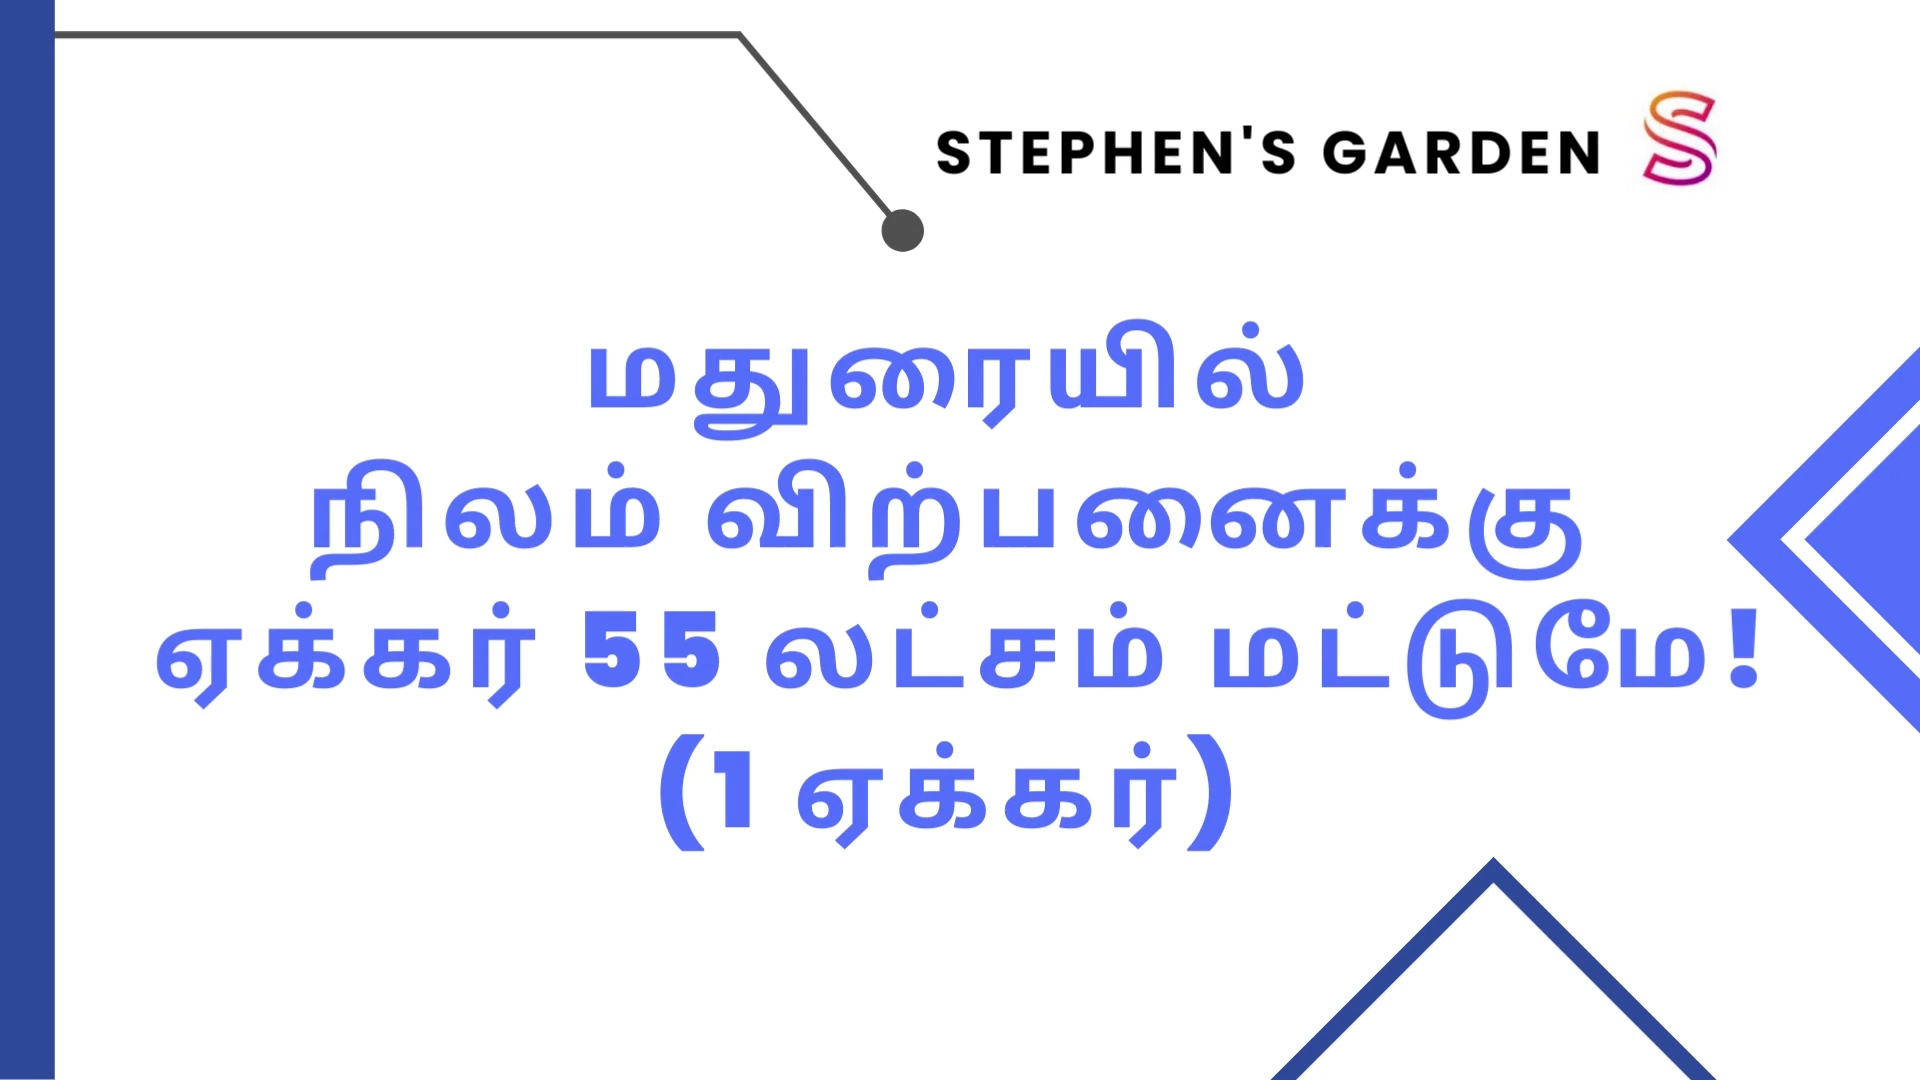 STEPHEN'S GARDEN
மதுரையில்
நிலம் விற்பனைக்கு
ஏக்கர் 55 லட்சம் மட்டுமே!
(1 ஏக்கர்)